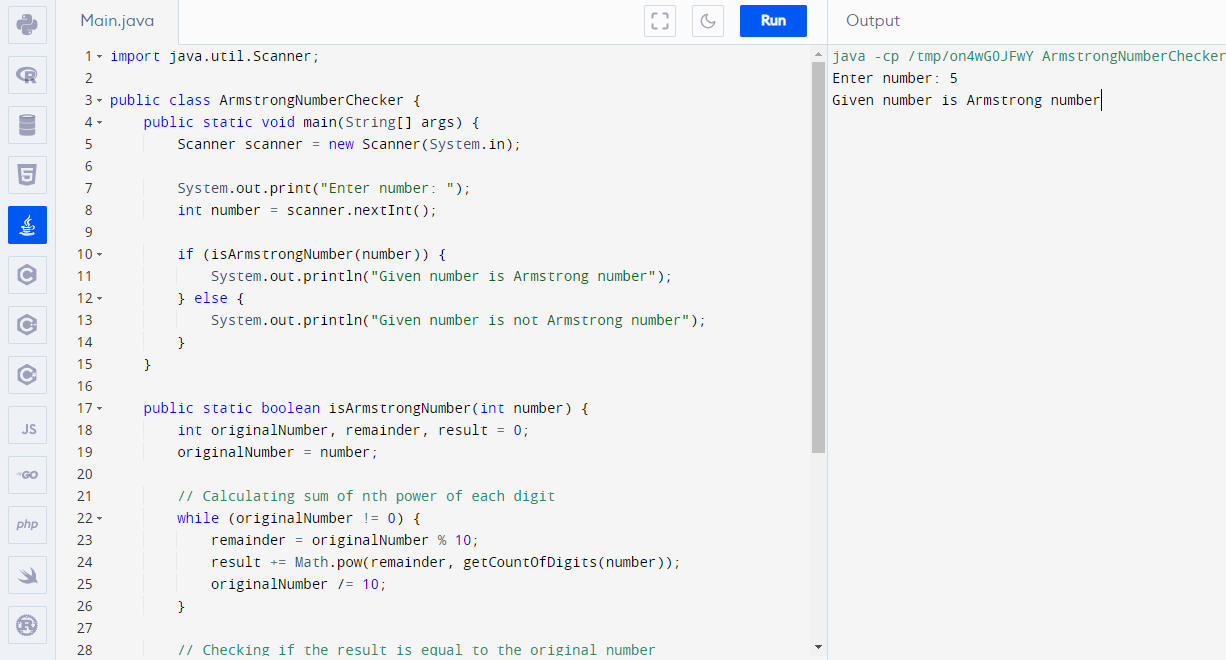 Main.java
Run
Output
1 import java.util.Scanner;
2
3 public class ArmstrongNumberChecker {
4 public static void main(String[] args) {
5 Scanner scanner = new Scanner(System.in);
6
7 System.out.print("Enter number: ");
8 int number = scanner.nextInt();
9
10 if (isArmstrongNumber(number)) {
11 System.out.println("Given number is Armstrong number");
12 } else {
13 System.out.println("Given number is not Armstrong number");
14 }
15 }
16
17 public static boolean isArmstrongNumber(int number) {
18 int originalNumber, remainder, result = 0;
19 originalNumber = number;
20
21 // Calculating sum of nth power of each digit
22 while (originalNumber != 0) {
23 remainder = originalNumber % 10;
24 result += Math.pow(remainder, getCountOfDigits(number));
25 originalNumber /= 10;
26 }
27
28 // Checking if the result is equal to the original number
java -cp /tmp/on4wG0JFwY ArmstrongNumberChecker
Enter number: 5
Given number is Armstrong number
R
5
C
C
C
JS
GO
php
R